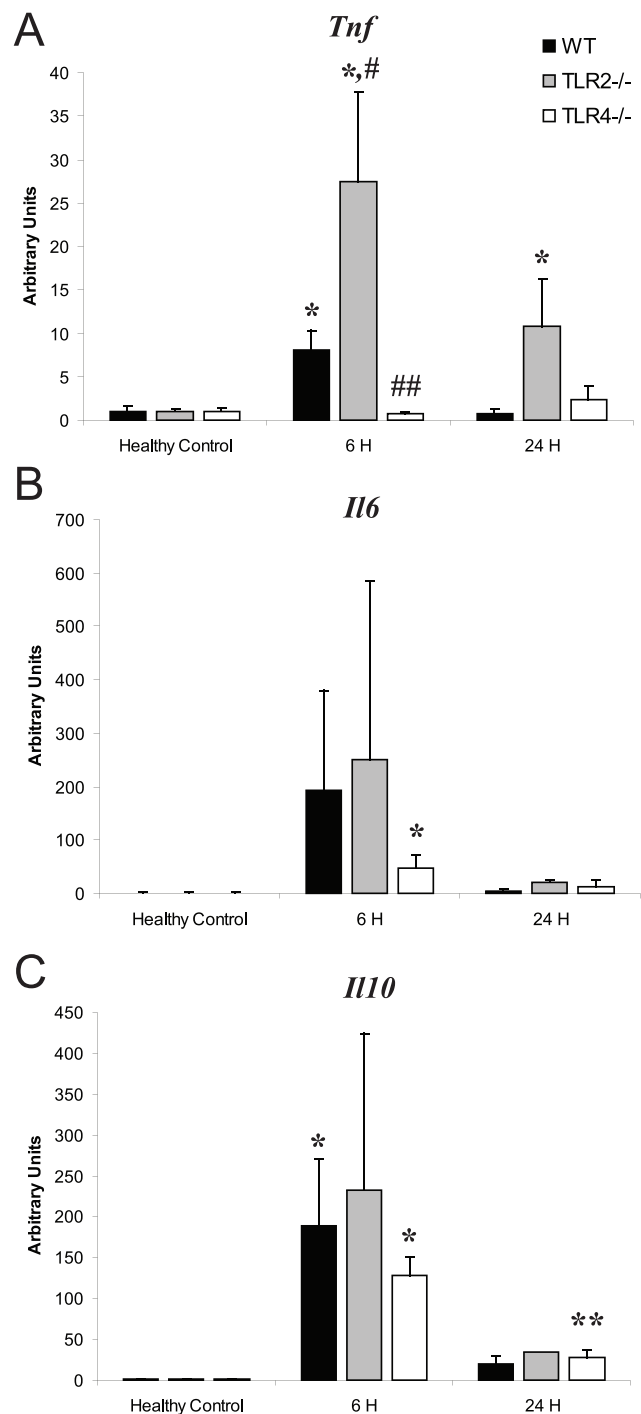 A
Tnf
WT
TLR2-/-
TLR4-/-
40
35
30
25
20
15
10
5
0
Arbitrary Units
*
*,#
##
*
Healthy Control
6 H
24 H
B
Il6
700
600
500
400
300
200
100
0
Arbitrary Units
*
Healthy Control
6 H
24 H
C
Il10
450
400
350
300
250
200
150
100
50
0
Arbitrary Units
*
*
**
Healthy Control
6 H
24 H